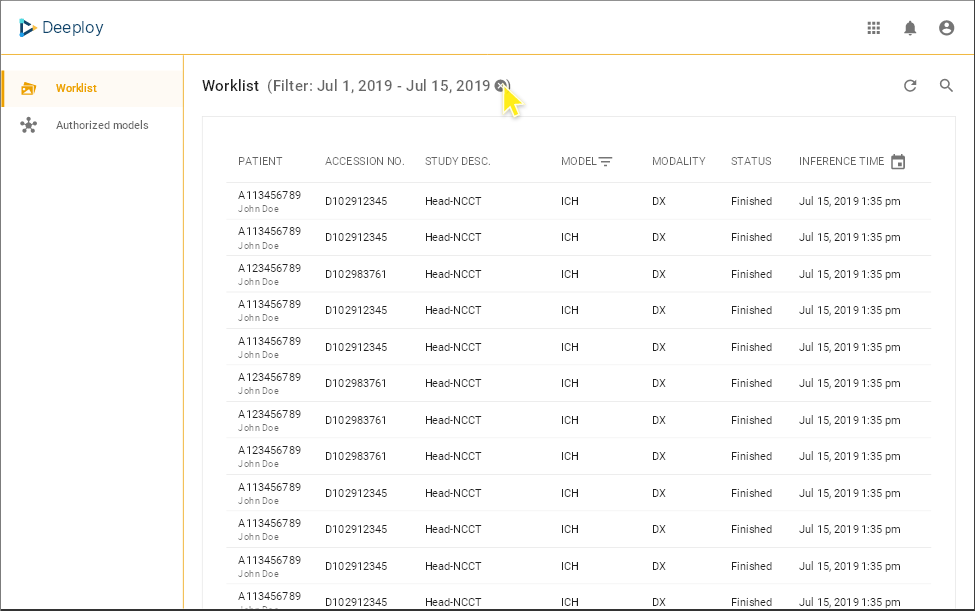 Deeploy
Worklist
Authorized models
Worklist (Filter: Jul 1, 2019 - Jul 15, 2019 )
PATIENT ACCESSION NO. STUDY DESC. MODEL MODALITY STATUS INFERENCE TIME
A113456789 D102912345 Head-NCCT ICH DX Finished Jul 15, 2019 1:35 pm
John Doe
A113456789 D102912345 Head-NCCT ICH DX Finished Jul 15, 2019 1:35 pm
John Doe
A123456789 D102983761 Head-NCCT ICH DX Finished Jul 15, 2019 1:35 pm
John Doe
A113456789 D102912345 Head-NCCT ICH DX Finished Jul 15, 2019 1:35 pm
John Doe
A113456789 D102912345 Head-NCCT ICH DX Finished Jul 15, 2019 1:35 pm
John Doe
A123456789 D102983761 Head-NCCT ICH DX Finished Jul 15, 2019 1:35 pm
John Doe
A123456789 D102983761 Head-NCCT ICH DX Finished Jul 15, 2019 1:35 pm
John Doe
A123456789 D102983761 Head-NCCT ICH DX Finished Jul 15, 2019 1:35 pm
John Doe
A113456789 D102912345 Head-NCCT ICH DX Finished Jul 15, 2019 1:35 pm
John Doe
A113456789 D102912345 Head-NCCT ICH DX Finished Jul 15, 2019 1:35 pm
John Doe
A113456789 D102912345 Head-NCCT ICH DX Finished Jul 15, 2019 1:35 pm
John Doe
A113456789 D102912345 Head-NCCT ICH DX Finished Jul 15, 2019 1:35 pm